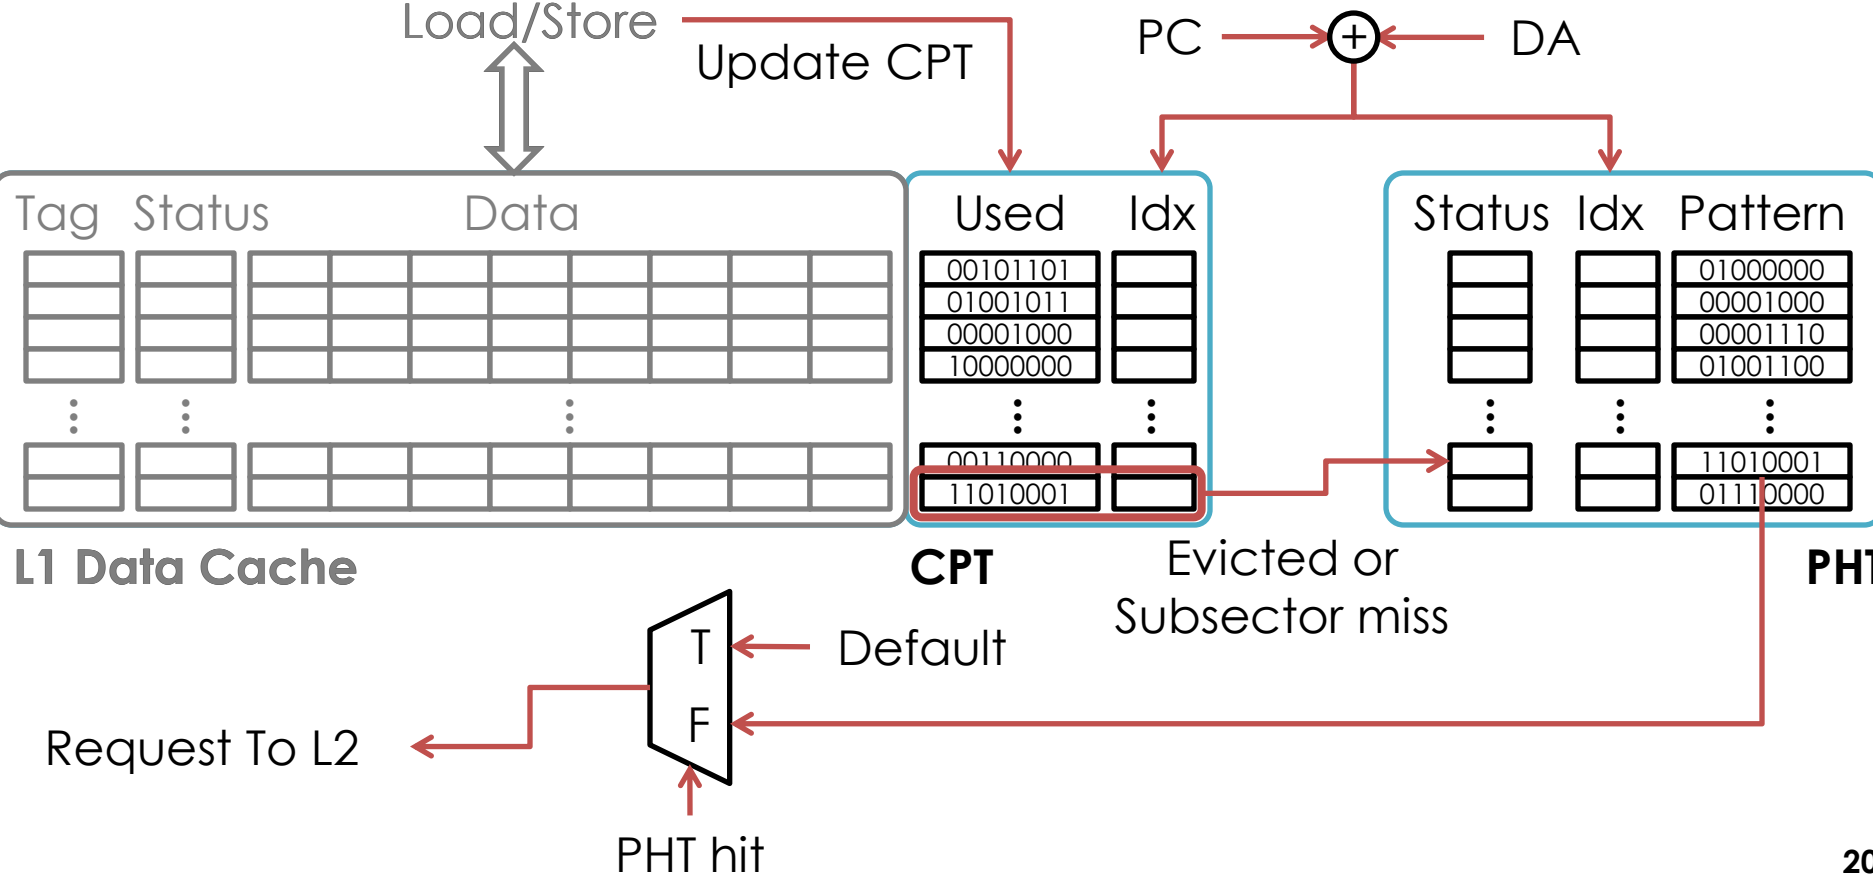 Load/Store
Update CPT
PC + DA
Tag Status Data
Used Idx
Status Idx Pattern
00101101
01001011
00001000
10000000
00110000
11010001
01000000
00001000
00001110
01001100
11010001
01110000
L1 Data Cache
CPT
Evicted or
Subsector miss
PHT
T
Default
F
Request To L2
PHT hit
20